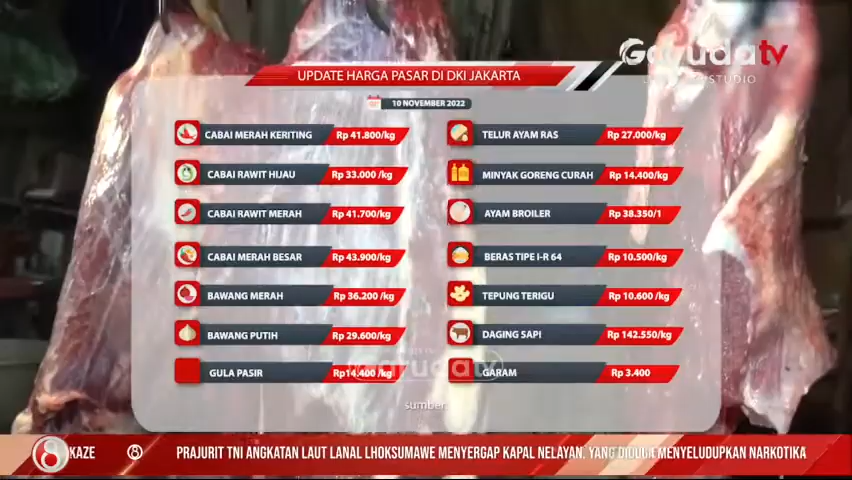 Garudatv
UPDATE HARGA PASAR DI DKI JAKARTA
10 NOVEMBER 2022
CABAI MERAH KERITING Rp 41.800/kg
CABAI RAWIT HIJAU Rp 33.000 /kg
CABAI RAWIT MERAH Rp 41.700/kg
CABAI MERAH BESAR Rp 43.900/kg
BAWANG MERAH Rp 36.200 /kg
BAWANG PUTIH Rp 29.600/kg
GULA PASIR Rp14.400 /kg
TELUR AYAM RAS Rp 27.000/kg
MINYAK GORENG CURAH Rp 14.400/kg
AYAM BROILER Rp 38.350/1
BERAS TIPE I-R 64 Rp 10.500/kg
TEPUNG TERIGU Rp 10.600 /kg
DAGING SAPI Rp 142.550/kg
GARAM Rp 3.400
garudatv
sumber:
8 KAZE 8 PRAJURIT TNI ANGKATAN LAUT LANAL LHOKSUMAWE MENYERGAP KAPAL NELAYAN. YANG MENYELUDUPKAN NARKOTIKA